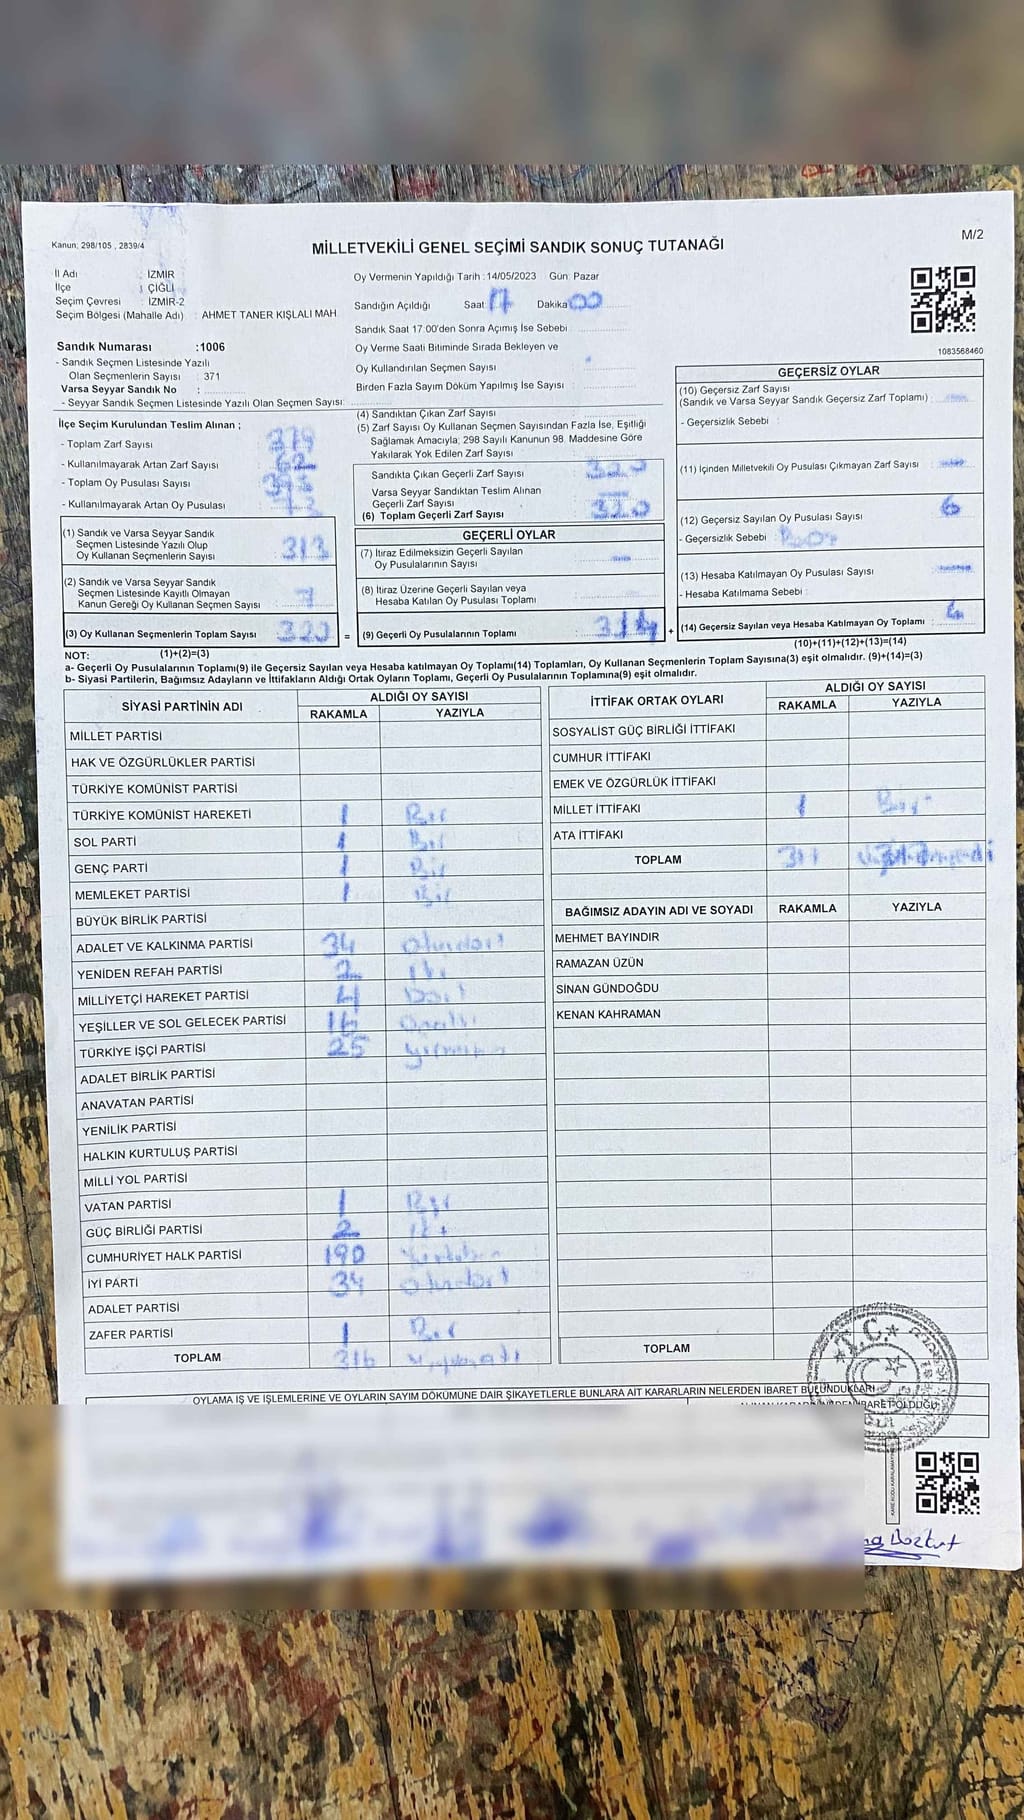 Kanun; 298/105 , 2839/4
MİLLETVEKİLİ GENEL SEÇİMİ SANDIK SONUÇ TUTANAĞI
M/2
İl Adı : İZMİR
İlçe : ÇİĞLİ
Seçim Çevresi : İZMİR-2
Seçim Bölgesi (Mahalle Adı) : AHMET TANER KIŞLALI MAH
Sandık Numarası :1006
- Sandık Seçmen Listesinde Yazılı
Olan Seçmenlerin Sayısı : 371
Varsa Seyyar Sandık No :
- Seyyar Sandık Seçmen Listesinde Yazılı Olan Seçmen Sayısı:
Oy Vermenin Yapıldığı Tarih :14/05/2023 Gün: Pazar
Sandığın Açıldığı Saat 17 Dakika 00
Sandık Saat 17:00'den Sonra Açımış İse Sebebi
Oy Verme Saati Bitiminde Sırada Bekleyen ve
Oy Kullandırılan Seçmen Sayısı
Birden Fazla Sayım Döküm Yapılmış İse Sayısı
1083568460
İlçe Seçim Kurulundan Teslim Alınan ;
- Toplam Zarf Sayısı
- Kullanılmayarak Artan Zarf Sayısı
- Toplam Oy Pusulası Sayısı
- Kullanılmayarak Artan Oy Pusulası
(1) Sandık ve Varsa Seyyar Sandık
Seçmen Listesinde Yazılı Olup
Oy Kullanan Seçmenlerin Sayısı 313
(2) Sandık ve Varsa Seyyar Sandık
Seçmen Listesinde Kayıtlı Olmayan
Kanun Gereği Oy Kullanan Seçmen Sayısı 7
(3) Oy Kullanan Seçmenlerin Toplam Sayısı 320 =
(4) Sandıktan Çıkan Zarf Sayısı
(5) Zarf Sayısı Oy Kullanan Seçmen Sayısından Fazla İse, Eşitliği
Sağlamak Amacıyla; 298 Sayılı Kanunun 98. Maddesine Göre
Yakılarak Yok Edilen Zarf Sayısı
Sandıkta Çıkan Geçerli Zarf Sayısı 320
Varsa Seyyar Sandıktan Teslim Alınan
Geçerli Zarf Sayısı
(6) Toplam Geçerli Zarf Sayısı 320
GEÇERLİ OYLAR
(7) İtiraz Edilmeksizin Geçerli Sayılan
Oy Pusulalarının Sayısı
(8) İtiraz Üzerine Geçerli Sayılan veya
Hesaba Katılan Oy Pusulası Toplamı
(9) Geçerli Oy Pusulalarının Toplamı 314 +
GEÇERSİZ OYLAR
(10) Geçersiz Zarf Sayısı
(Sandık ve Varsa Seyyar Sandık Geçersiz Zarf Toplamı) :
- Geçersizlik Sebebi :
(11) İçinden Milletvekili Oy Pusulası Çıkmayan Zarf Sayısı
(12) Geçersiz Sayılan Oy Pusulası Sayısı 6
- Geçersizlik Sebebi :
(13) Hesaba Katılmayan Oy Pusulası Sayısı
- Hesaba Katılmama Sebebi :
(14) Geçersiz Sayılan veya Hesaba Katılmayan Oy Toplamı 6
(10)+(11)+(12)+(13)=(14)
NOT: (1)+(2)=(3)
a- Geçerli Oy Pusulalarının Toplamı(9) ile Geçersiz Sayılan veya Hesaba katılmayan Oy Toplamı(14) Toplamları, Oy Kullanan Seçmenlerin Toplam Sayısına(3) eşit olmalıdır. (9)+(14)=(3)
b- Siyasi Partilerin, Bağımsız Adayların ve İttifakların Aldığı Ortak Oyların Toplamı, Geçerli Oy Pusulalarının Toplamına(9) eşit olmalıdır.
SİYASİ PARTİNİN ADI ALDIĞI OY SAYISI
RAKAMLA YAZIYLA
MİLLET PARTİSİ
HAK VE ÖZGÜRLÜKLER PARTİSİ
TÜRKİYE KOMÜNİST PARTİSİ
TÜRKİYE KOMÜNİST HAREKETİ 1 Bir
SOL PARTİ 1 Bir
GENÇ PARTİ 1 Bir
MEMLEKET PARTİSİ 1 Bir
BÜYÜK BİRLİK PARTİSİ
ADALET VE KALKINMA PARTİSİ 34 otuzdört
YENİDEN REFAH PARTİSİ 2 iki
MİLLİYETÇİ HAREKET PARTİSİ 4 Dört
YEŞİLLER VE SOL GELECEK PARTİSİ 16 onaltı
TÜRKİYE İŞÇİ PARTİSİ 25
ADALET BİRLİK PARTİSİ
ANAVATAN PARTİSİ
YENİLİK PARTİSİ
HALKIN KURTULUŞ PARTİSİ
MİLLİ YOL PARTİSİ
VATAN PARTİSİ 1 Bir
GÜÇ BİRLİĞİ PARTİSİ 2 iki
CUMHURİYET HALK PARTİSİ 190
İYİ PARTİ 34 otuzdört
ADALET PARTİSİ
ZAFER PARTİSİ 1 Bir
TOPLAM
İTTİFAK ORTAK OYLARI ALDIĞI OY SAYISI
RAKAMLA YAZIYLA
SOSYALİST GÜÇ BİRLİĞİ İTTİFAKI
CUMHUR İTTİFAKI
EMEK VE ÖZGÜRLÜK İTTİFAKI
MİLLET İTTİFAKI 1 Bir
ATA İTTİFAKI
TOPLAM
BAĞIMSIZ ADAYIN ADI VE SOYADI RAKAMLA YAZIYLA
MEHMET BAYINDIR
RAMAZAN ÜZÜN
SİNAN GÜNDOĞDU
KENAN KAHRAMAN
TOPLAM
T.C.
OYLAMA İŞ VE İŞLEMLERİNE VE OYLARIN SAYIM DÖKÜMÜNE DAİR ŞİKAYETLERLE BUNLARA AİT KARARLARIN NELERDEN İBARET BULUNDUKLARI